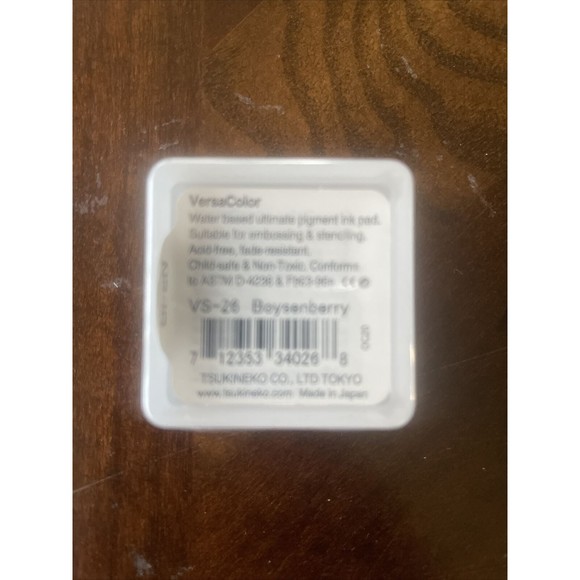 VersaColor
Water based ultimate pigment ink pad.
Suitable for embossing & stenciling.
Acid-free, fade-resistant.
Child-safe & Non-Toxic. Conforms
to ASTM D-4236 & CE
VS-26 Boysenberry
7 12353 34026 8
TSUKINEKO CO., LTD TOKYO
www.tsukineko.com Made in Japan